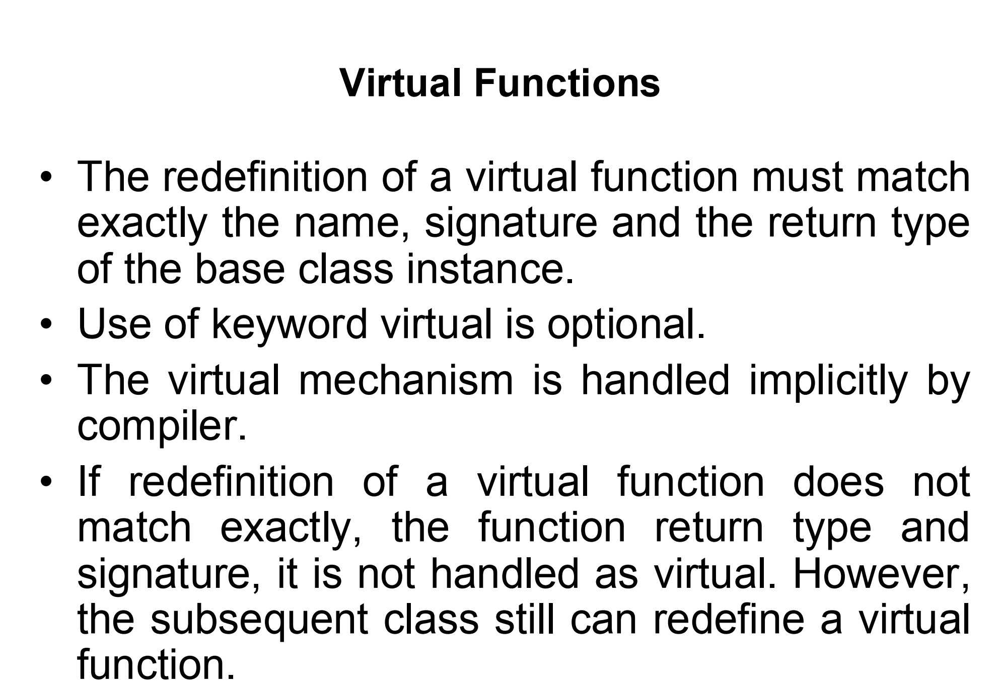 Virtual Functions
• The redefinition of a virtual function must match
exactly the name, signature and the return type
of the base class instance.
• Use of keyword virtual is optional.
• The virtual mechanism is handled implicitly by
compiler.
• If redefinition of a virtual function does not
match exactly, the function return type and
signature, it is not handled as virtual. However,
the subsequent class still can redefine a virtual
function.